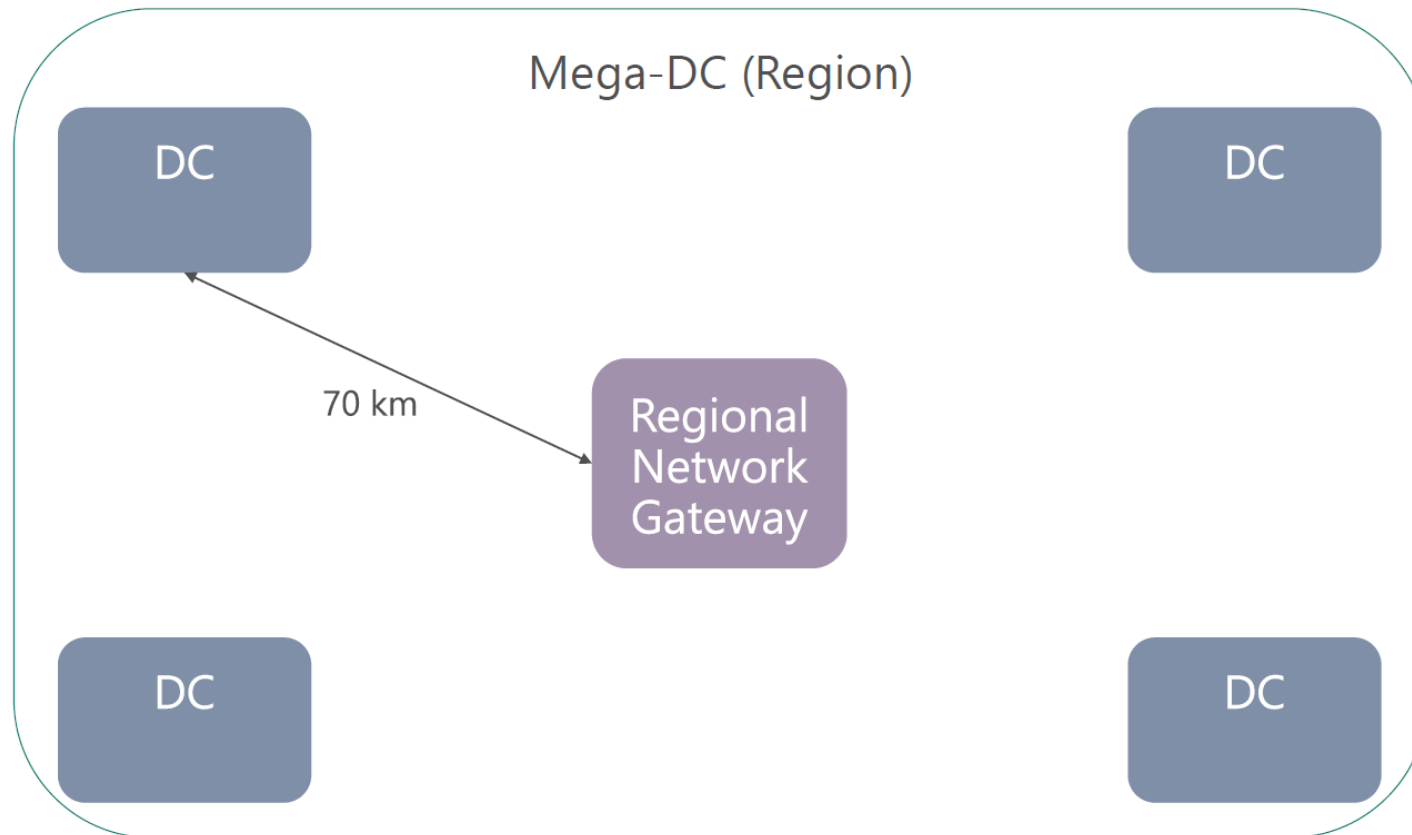 Mega-DC (Region)
DC
DC
70 km
Regional
Network
Gateway
DC
DC